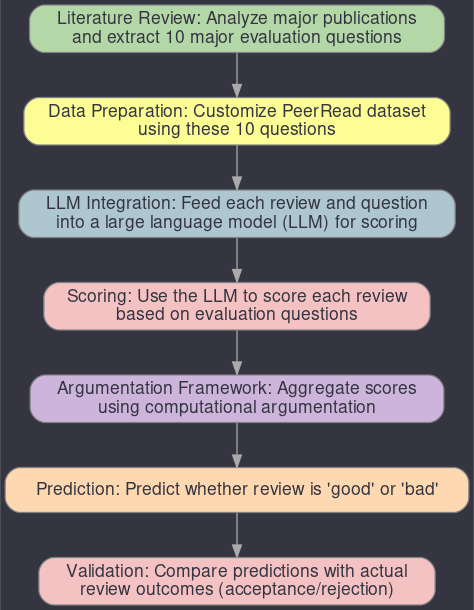 Literature Review: Analyze major publications
and extract 10 major evaluation questions
Data Preparation: Customize PeerRead dataset
using these 10 questions
LLM Integration: Feed each review and question
into a large language model (LLM) for scoring
Scoring: Use the LLM to score each review
based on evaluation questions
Argumentation Framework: Aggregate scores
using computational argumentation
Prediction: Predict whether review is 'good' or 'bad'
Validation: Compare predictions with actual
review outcomes (acceptance/rejection)